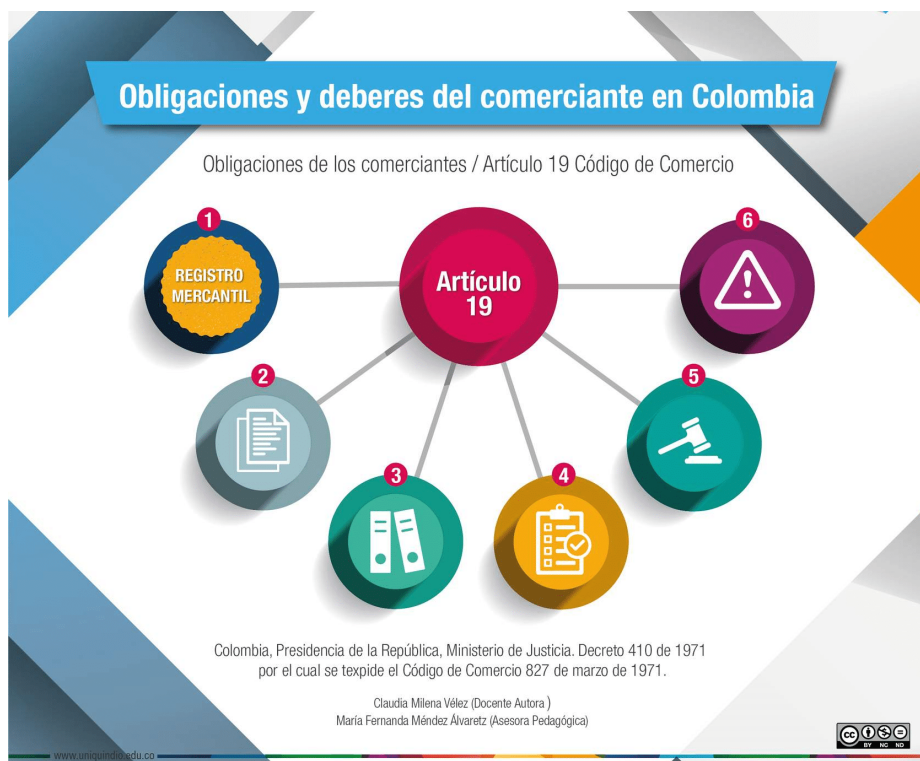 Obligaciones y deberes del comerciante en Colombia
Obligaciones de los comerciantes / Artículo 19 Código de Comercio
1
REGISTRO
MERCANTIL
Artículo
19
6
2
5
3
4
Colombia, Presidencia de la República, Ministerio de Justicia. Decreto 410 de 1971
por el cual se texpide el Código de Comercio 827 de marzo de 1971.
Claudia Milena Vélez (Docente Autora )
María Fernanda Méndez Álvaretz (Asesora Pedagógica)
www.uniquindio.edu.co
cc
BY NC ND